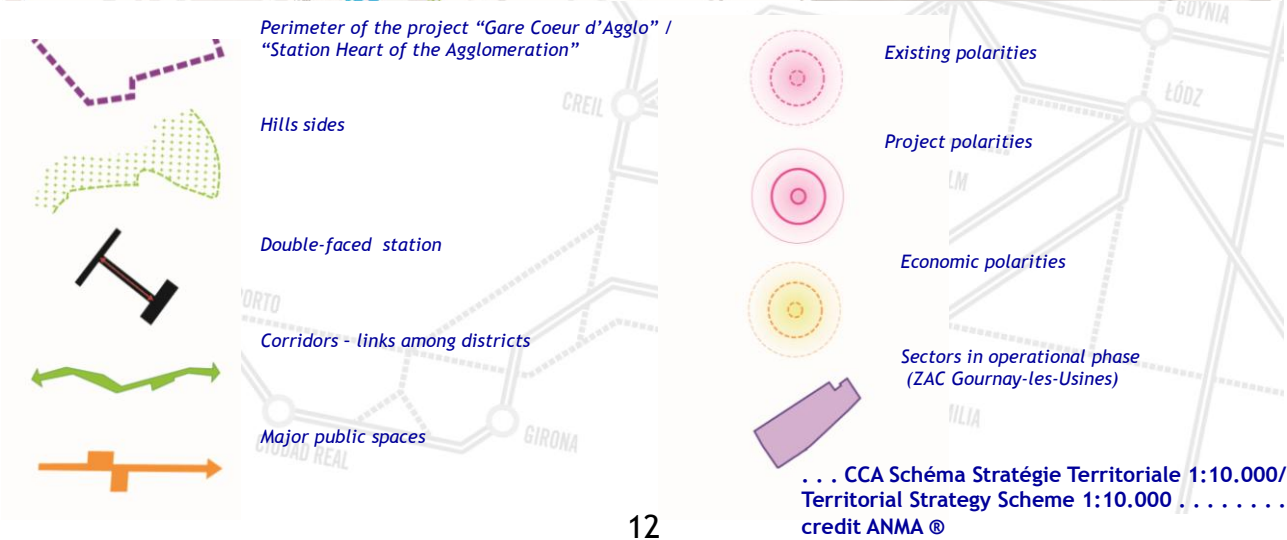 Perimeter of the project “Gare Coeur d’Agglo” /
“Station Heart of the Agglomeration”
Hills sides
Double-faced station
Corridors – links among districts
Major public spaces
Existing polarities
Project polarities
Economic polarities
Sectors in operational phase
(ZAC Gournay-les-Usines)
. . . CCA Schéma Stratégie Territoriale 1:10.000/
Territorial Strategy Scheme 1:10.000 . . . . . . . .
credit ANMA ®
12
CREIL
GDYNIA
ŁÓDZ
GIRONA
CIUDAD REAL